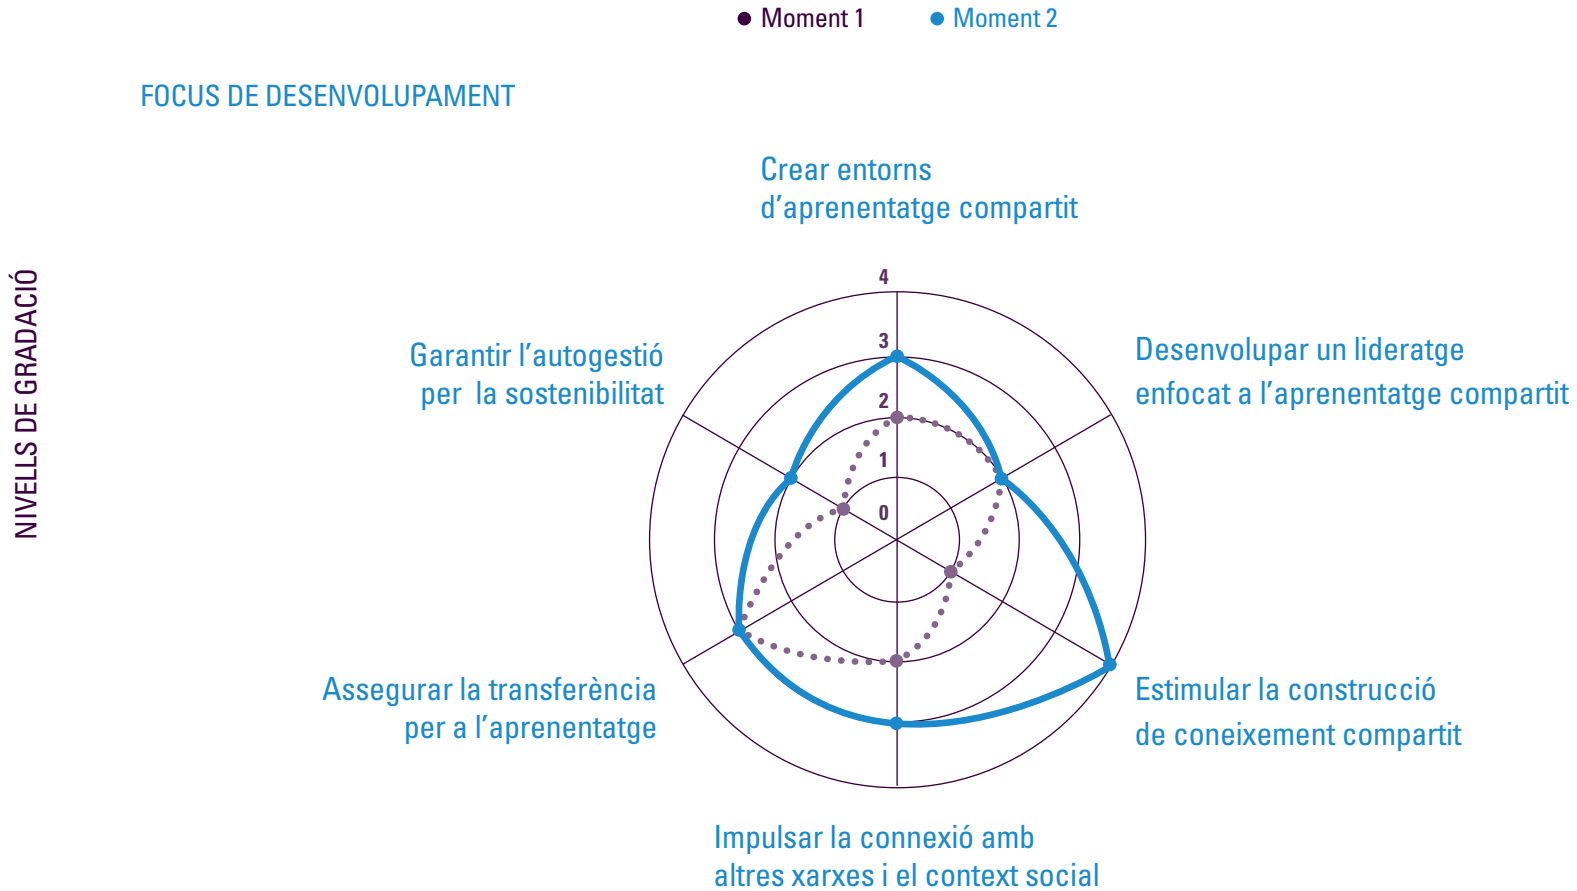 Moment 1
Moment 2
FOCUS DE DESENVOLUPAMENT
NIVELLS DE GRADACIÓ
Crear entorns
d’aprenentatge compartit
4
3
2
1
0
Desenvolupar un lideratge
enfocat a l’aprenentatge compartit
Estimular la construcció
de coneixement compartit
Impulsar la connexió amb
altres xarxes i el context social
Assegurar la transferència
per a l’aprenentatge
Garantir l’autogestió
per la sostenibilitat